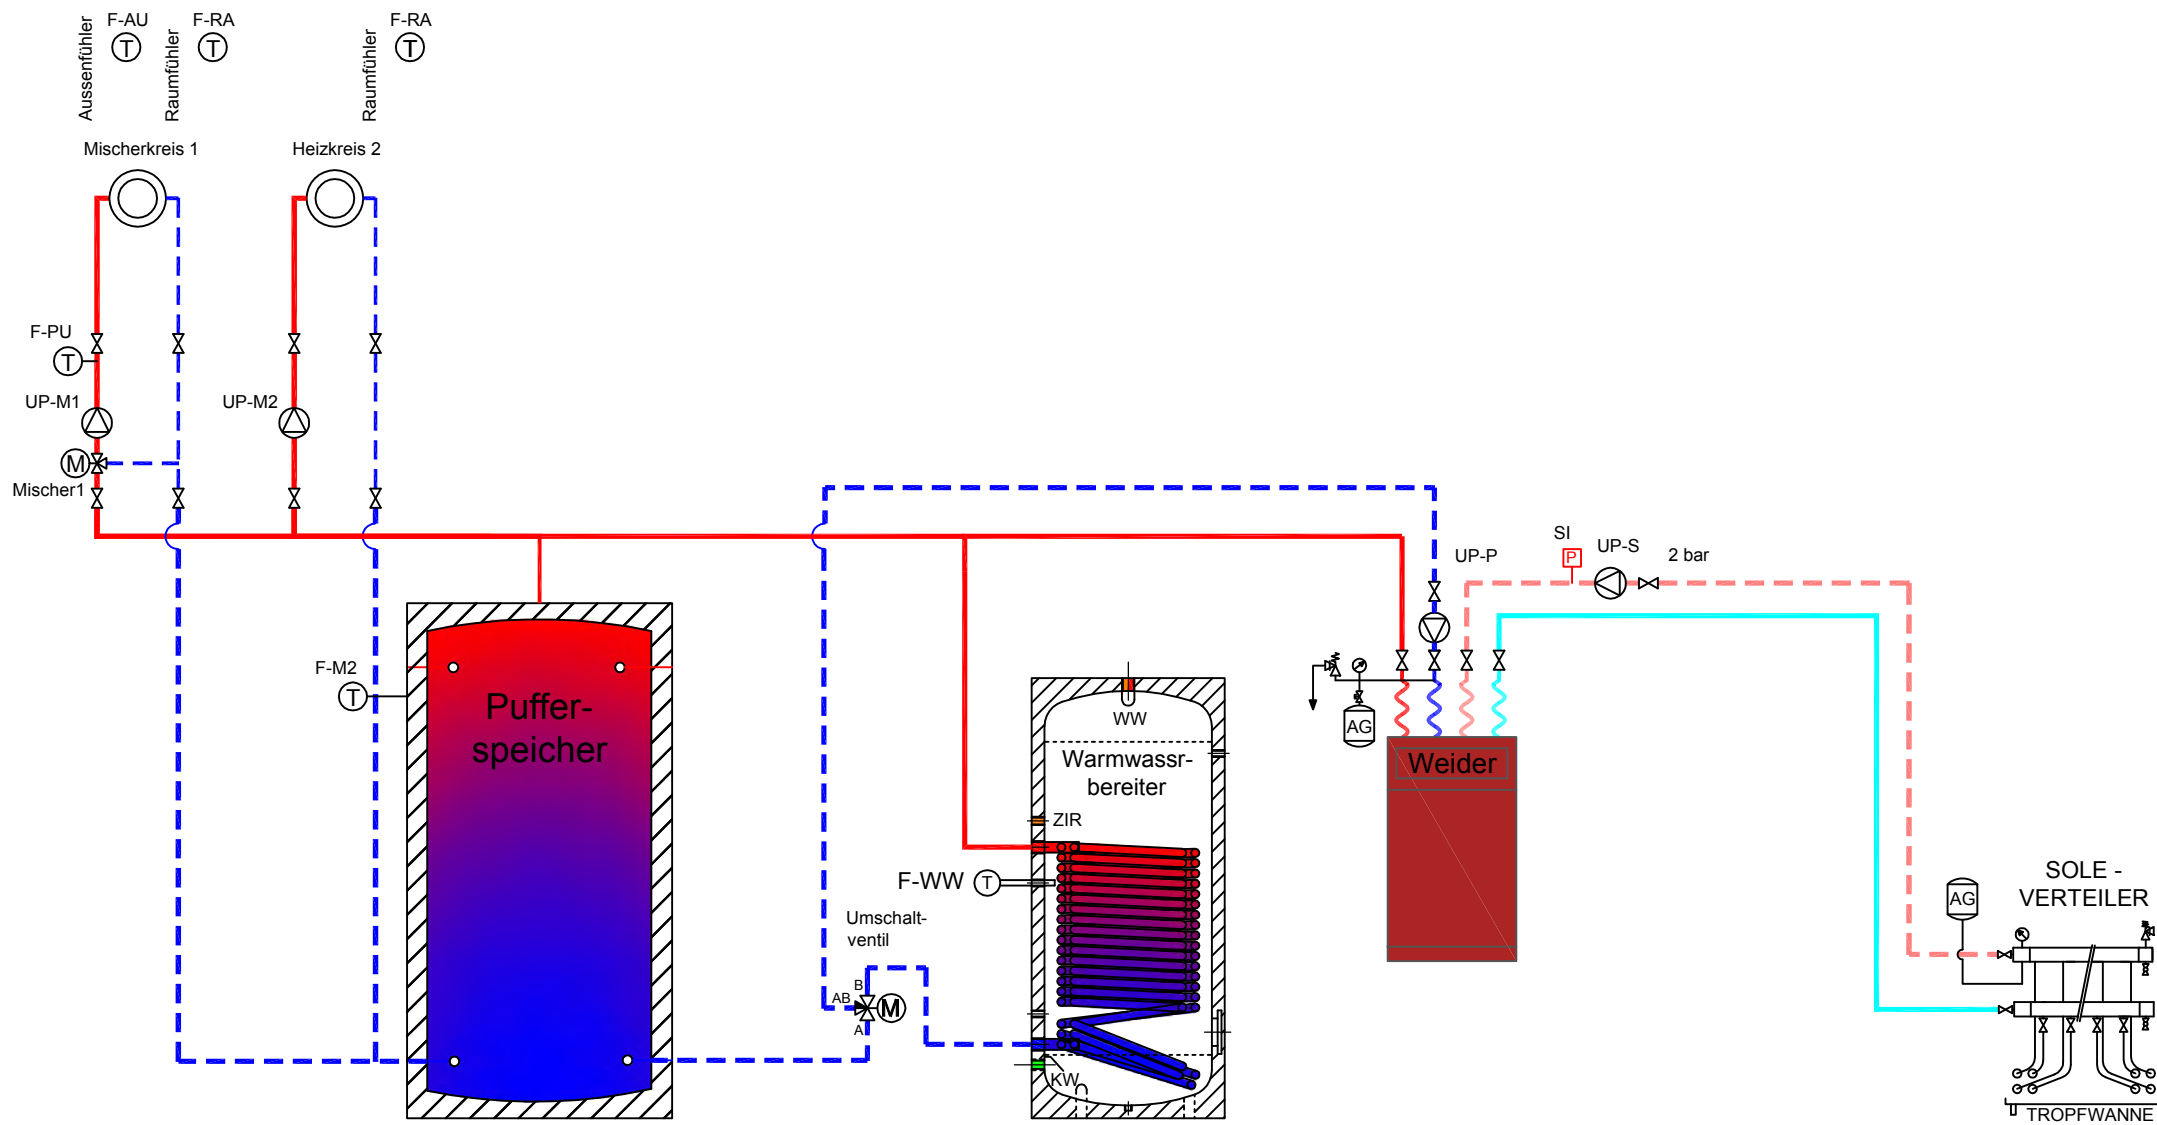 Aussenfühler
F-AU
T
Raumfühler
F-RA
T
Raumfühler
F-RA
T
Mischerkreis 1
Heizkreis 2
F-PU
T
UP-M1
UP-M2
M
Mischer1
F-M2
T
Puffer-
speicher
WW
Warmwassr-
bereiter
ZIR
F-WW
T
Umschalt-
ventil
B
AB
M
A
KW
AG
Weider
UP-P
SI
P
UP-S
2 bar
AG
SOLE -
VERTEILER
TROPFWANNE